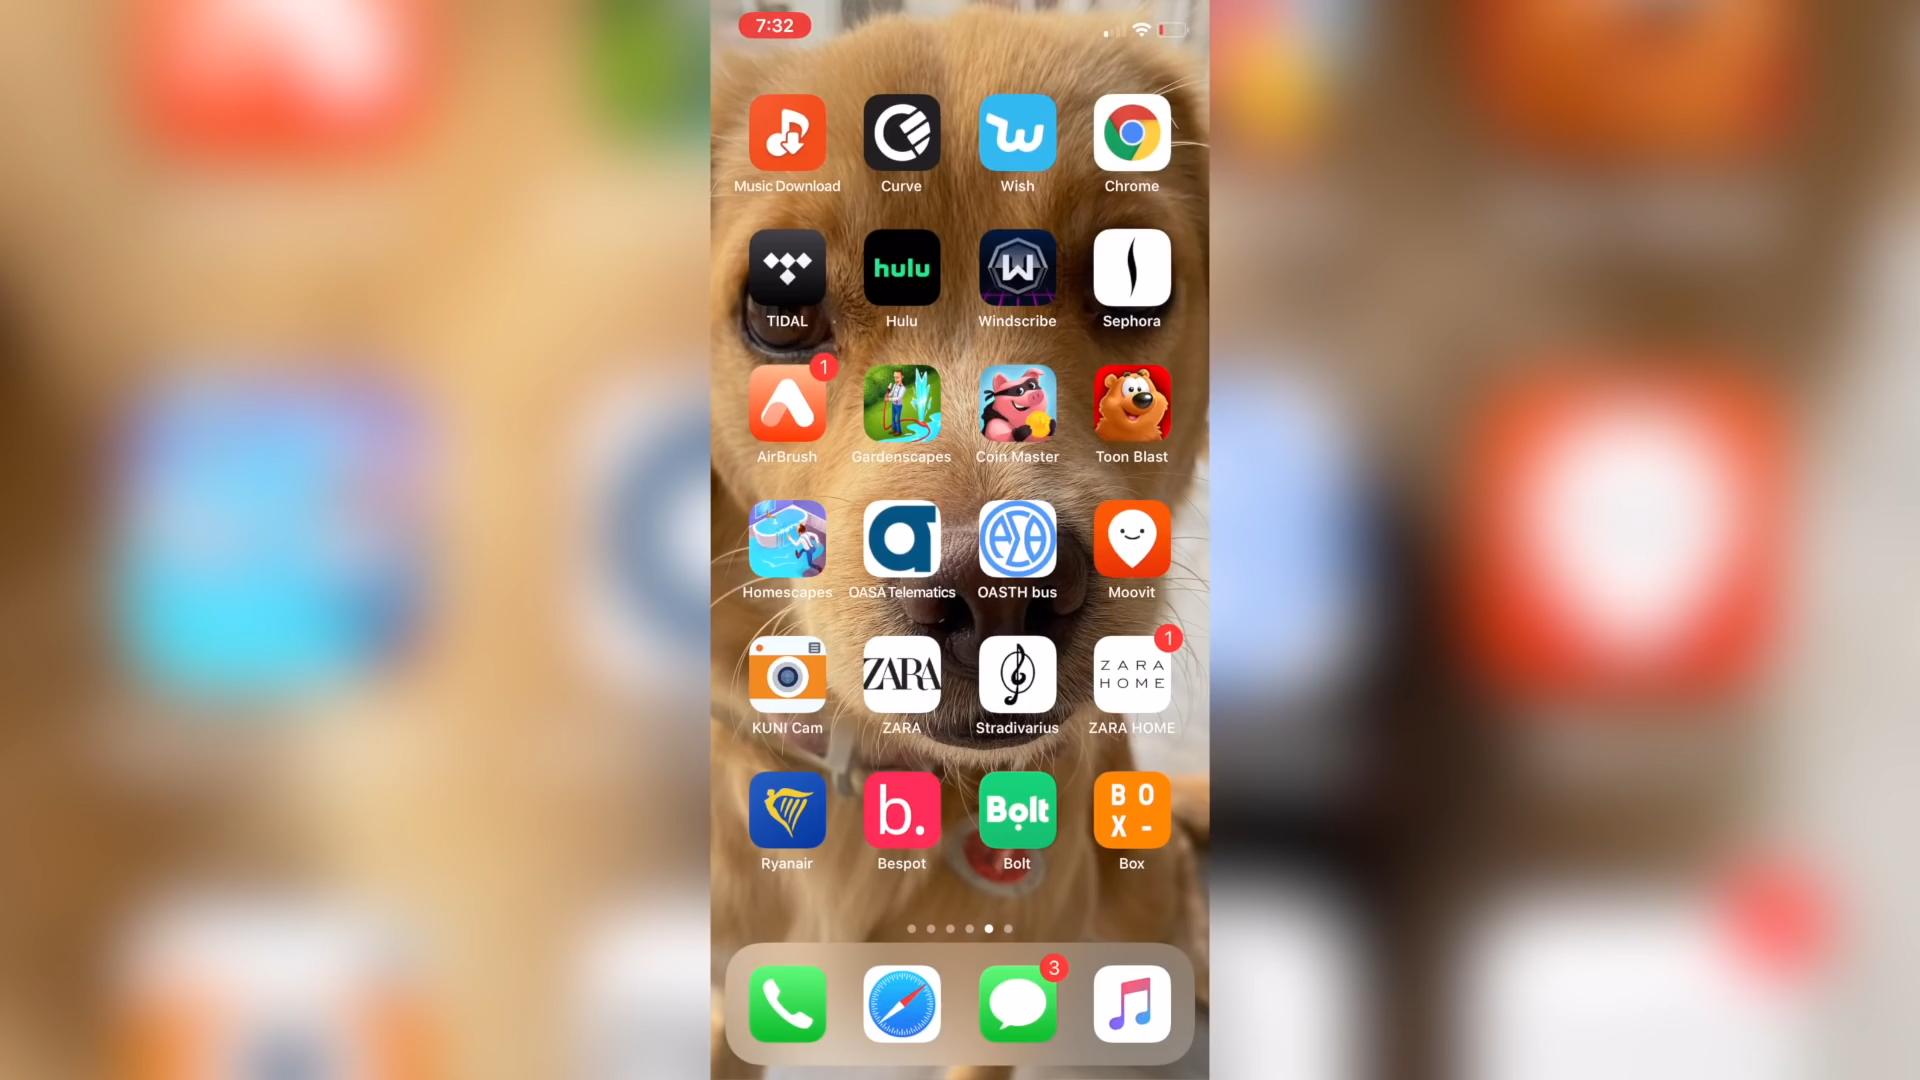 7:32
Music Download
Curve
Wish
Chrome
hulu
W
TIDAL
Hulu
Windscribe
Sephora
1
AirBrush
Gardenscapes
Coin Master
Toon Blast
ΑΣΘ
Homescapes
OASA Telematics
OASTH bus
Moovit
1
ZARA
ZARA
HOME
KUNI Cam
ZARA
Stradivarius
ZARA HOME
b.
Bolt
BO
X-
Ryanair
Bespot
Bolt
Box
3